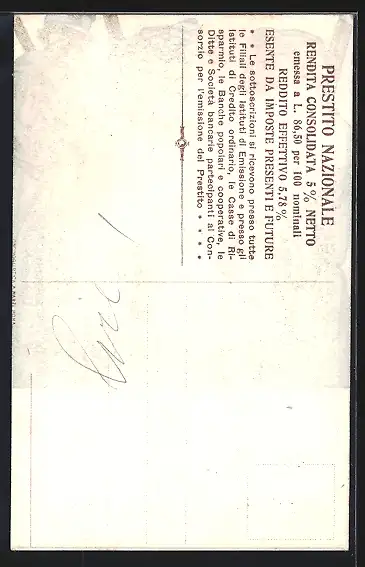 PRESTITO NAZIONALE
RENDITA CONSOLIDATA 5% NETTO
emessa a L. 86,50 per 100 nominali
REDDITO EFFETTIVO 5,78%
ESENTE DA IMPOSTE PRESENTI E FUTURE
* * Le sottoscrizioni si ricevono presso tutte
le Filiali degli Istituti di Emissione e presso gli
Istituti di Credito ordinario, le Casse di Ri-
sparmio, le Banche popolari e cooperative, le
Ditte e Società bancarie partecipanti al Con-
sorzio per l'emissione del Prestito * * * *